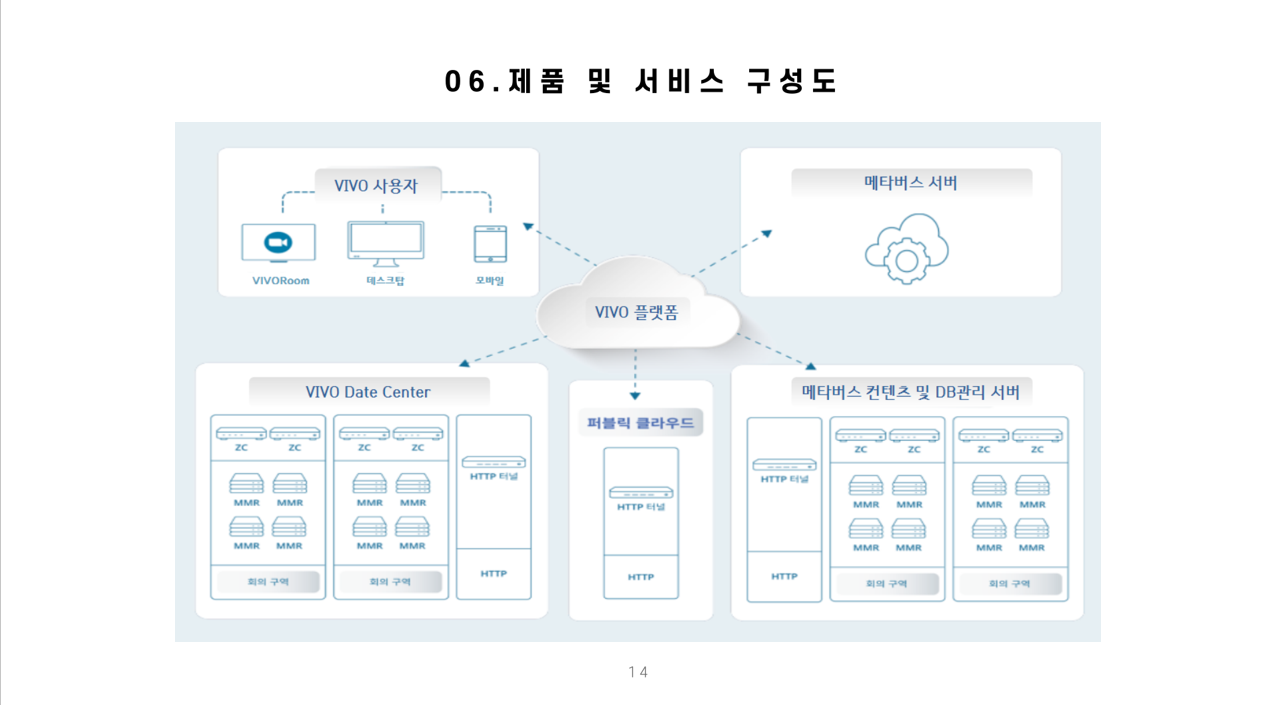 06.제품 및 서비스 구성도
VIVO 사용자
VIVORoom
데스크탑
모바일
메타버스 서버
VIVO 플랫폼
VIVO Date Center
ZC ZC
MMR MMR
MMR MMR
회의 구역
ZC ZC
MMR MMR
MMR MMR
회의 구역
HTTP 터널
HTTP
퍼블릭 클라우드
HTTP 터널
HTTP
메타버스 컨텐츠 및 DB관리 서버
HTTP 터널
HTTP
ZC ZC
MMR MMR
MMR MMR
회의 구역
ZC ZC
MMR MMR
MMR MMR
회의 구역
14